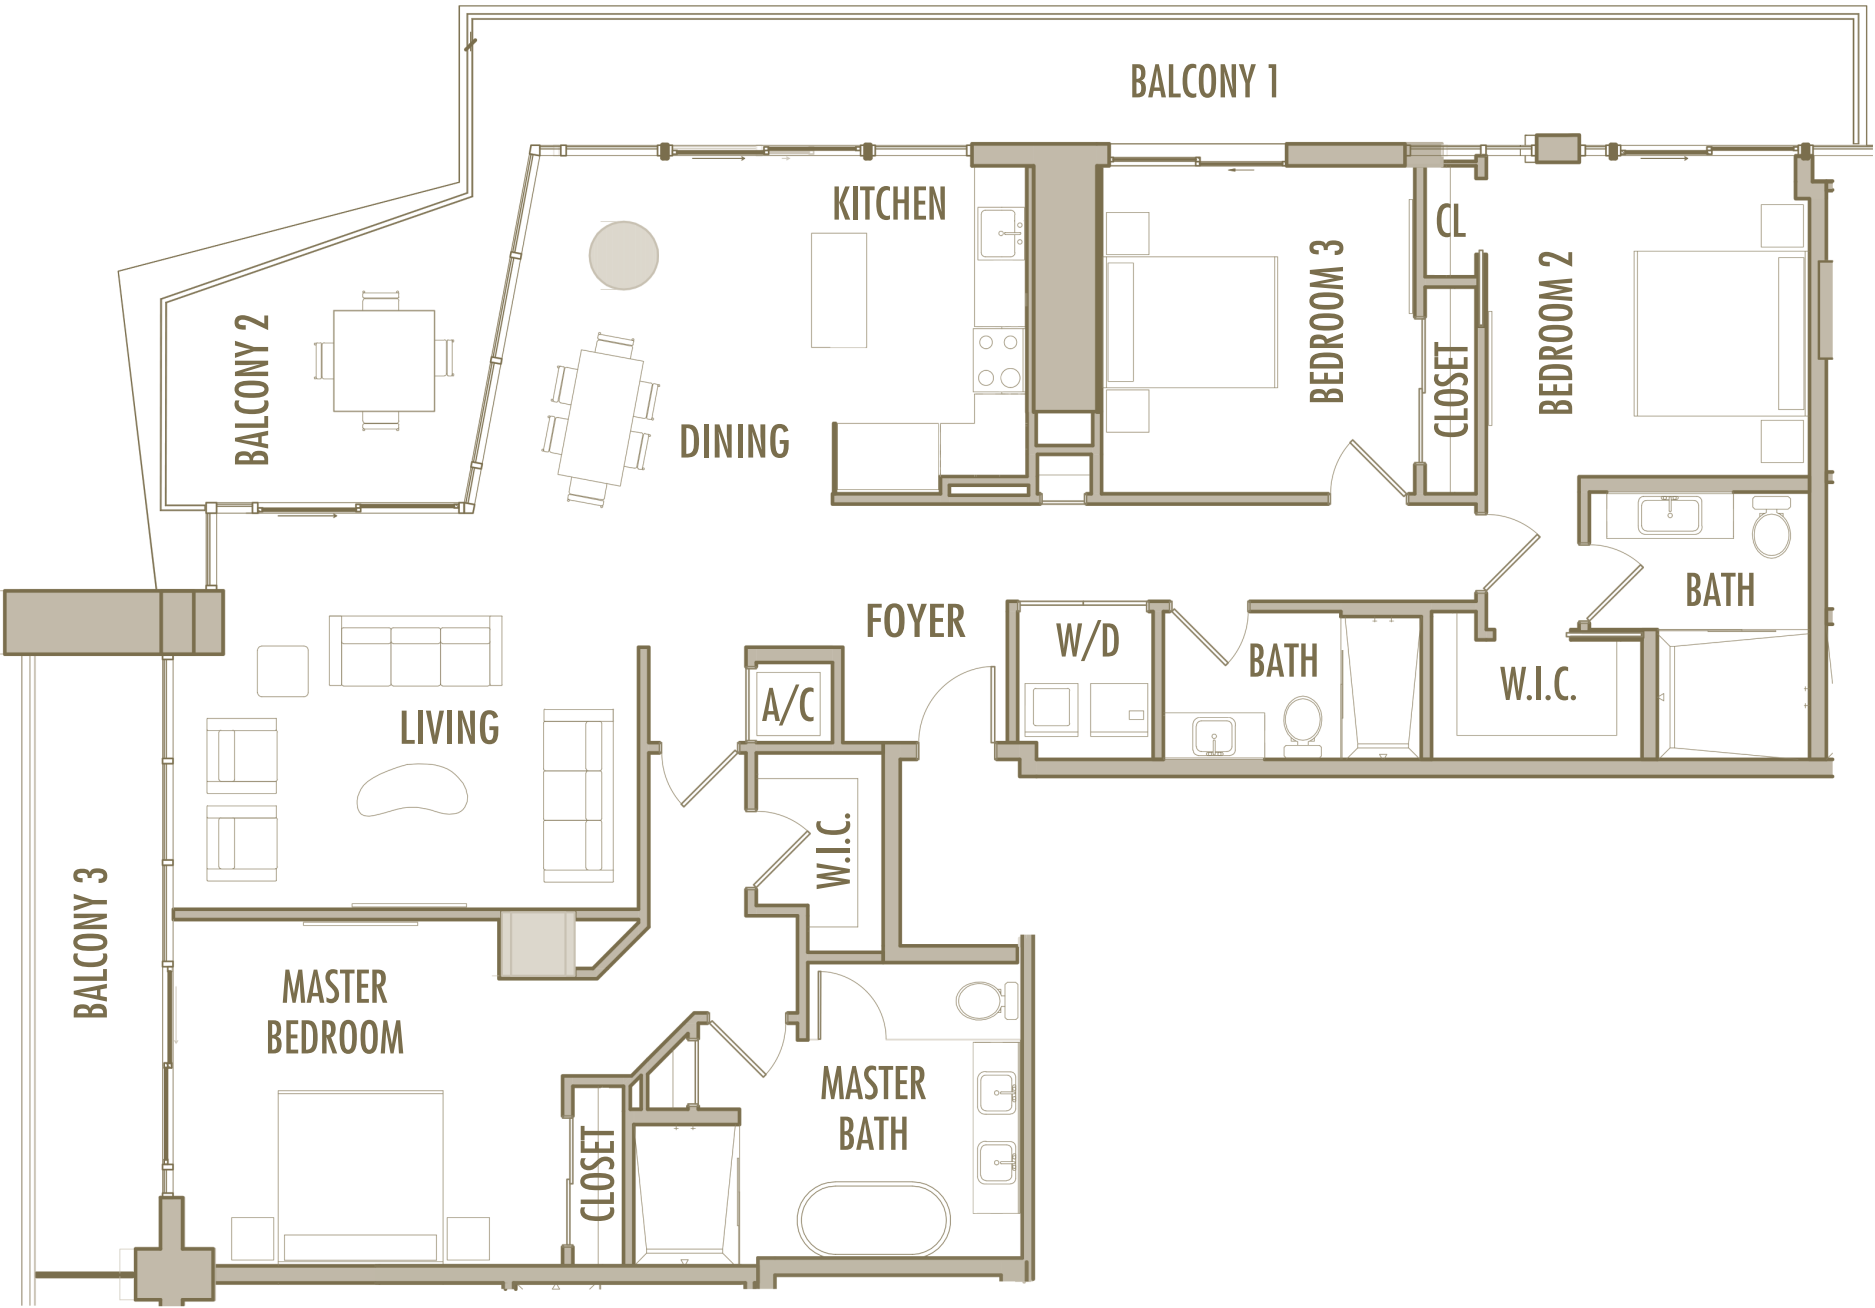 BALCONY 1
KITCHEN
CL
BEDROOM 3
BEDROOM 2
BALCONY 2
CLOSET
DINING
BATH
FOYER
W/D
BATH
W.I.C.
A/C
LIVING
W.I.C.
BALCONY 3
MASTER
BEDROOM
MASTER
BATH
CLOSET